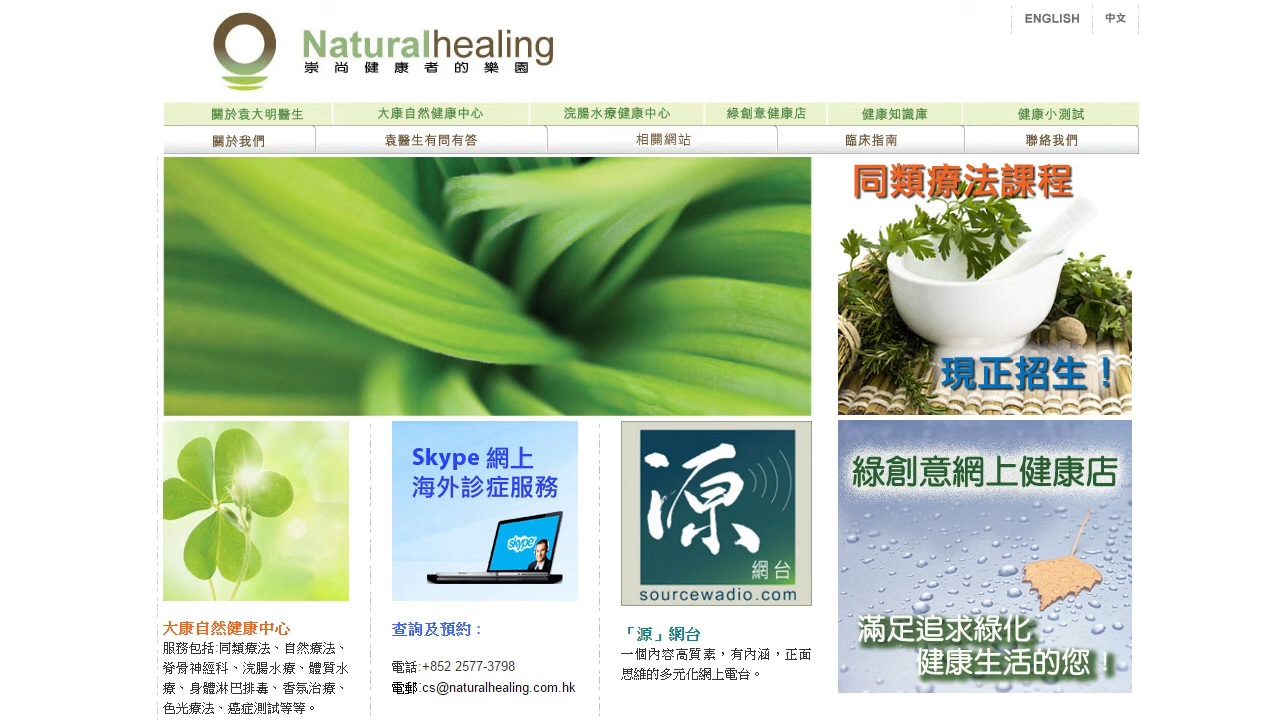 ENGLISH
中文
Naturalhealing
崇尚健康者的樂園
關於袁大明醫生
大康自然健康中心
浣腸水療健康中心
綠創意健康店
健康知識庫
健康小測試
關於我們
袁醫生有問有答
相關網站
臨床指南
聯絡我們
同類療法課程
現正招生！
Skype 網上
海外診症服務
skype
源
網台
sourcewadio.com
綠創意網上健康店
滿足追求綠化
健康生活的您！
大康自然健康中心
服務包括:同類療法、自然療法、
脊骨神經科、浣腸水療、體質水
療、身體淋巴排毒、香氛治療、
色光療法、癌症測試等等。
查詢及預約：
電話:+852 2577-3798
電郵:cs@naturalhealing.com.hk
「源」網台
一個內容高質素，有內涵，正面
思維的多元化網上電台。